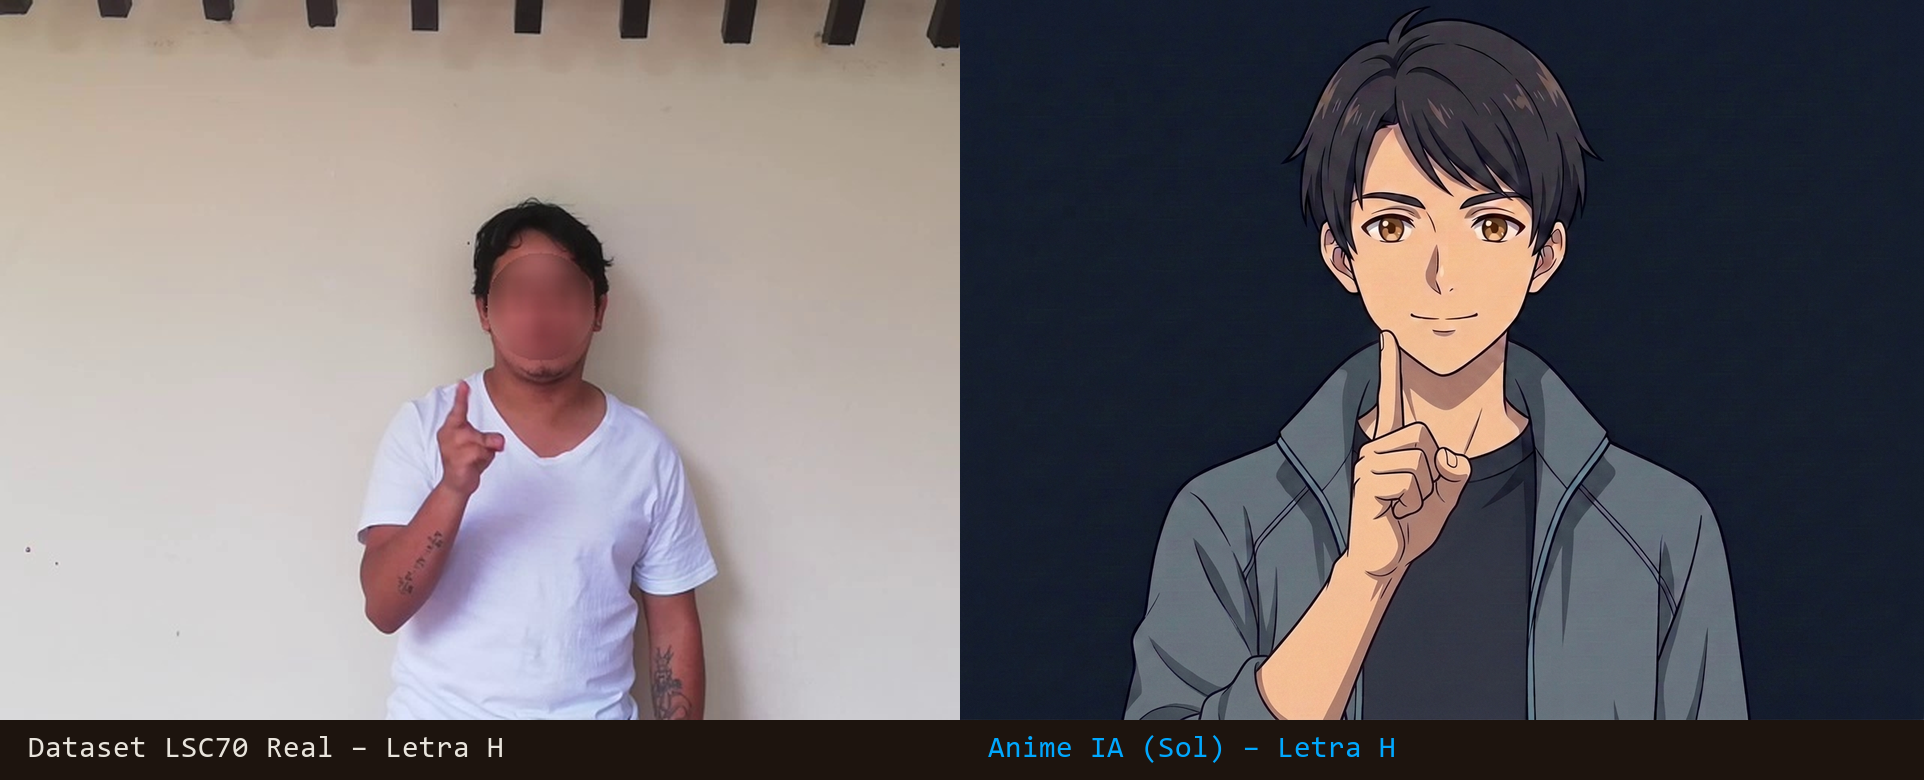 Dataset LSC70 Real – Letra H
Anime IA (Sol) – Letra H